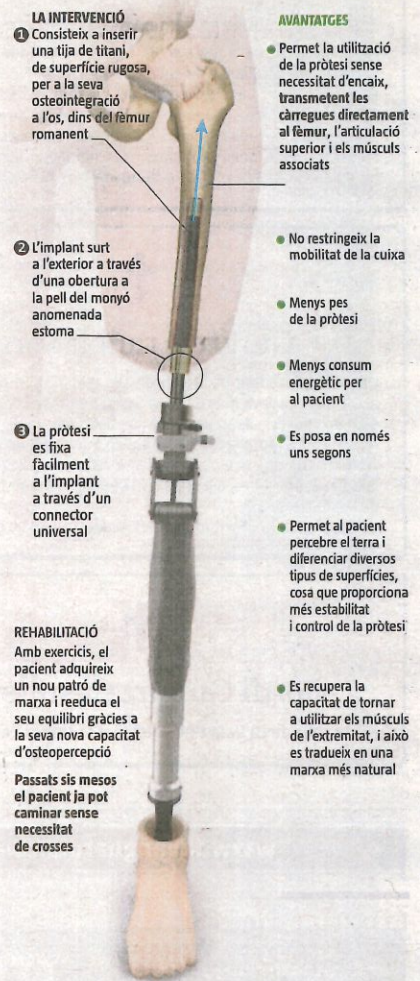 LA INTERVENCIÓ
1 Consisteix a inserir
una tija de titani,
de superfície rugosa,
per a la seva
osteointegració
a l'os, dins del fèmur
romanent
2 L'implant surt
a l'exterior a través
d'una obertura a
la pell del monyó
anomenada
estoma
3 La pròtesi
es fixa
fàcilment
a l'implant
a través d'un
connector
universal
REHABILITACIÓ
Amb exercicis, el
pacient adquireix
un nou patró de
marxa i reeduca el
seu equilibri gràcies a
la seva nova capacitat
d'osteopercepció
Passats sis mesos
el pacient ja pot
caminar sense
necessitat
de crosses
AVANTATGES
Permet la utilització
de la pròtesi sense
necessitat d'encaix,
transmetent les
càrregues directament
al fèmur, l'articulació
superior i els músculs
associats
No restringeix la
mobilitat de la cuixa
Menys pes
de la pròtesi
Menys consum
energètic per
al pacient
Es posa en només
uns segons
Permet al pacient
percebre el terra i
diferenciar diversos
tipus de superfícies,
cosa que proporciona
més estabilitat
i control de la pròtesi
Es recupera la
capacitat de tornar
a utilitzar els músculs
de l'extremitat, i això
es tradueix en una
marxa més natural